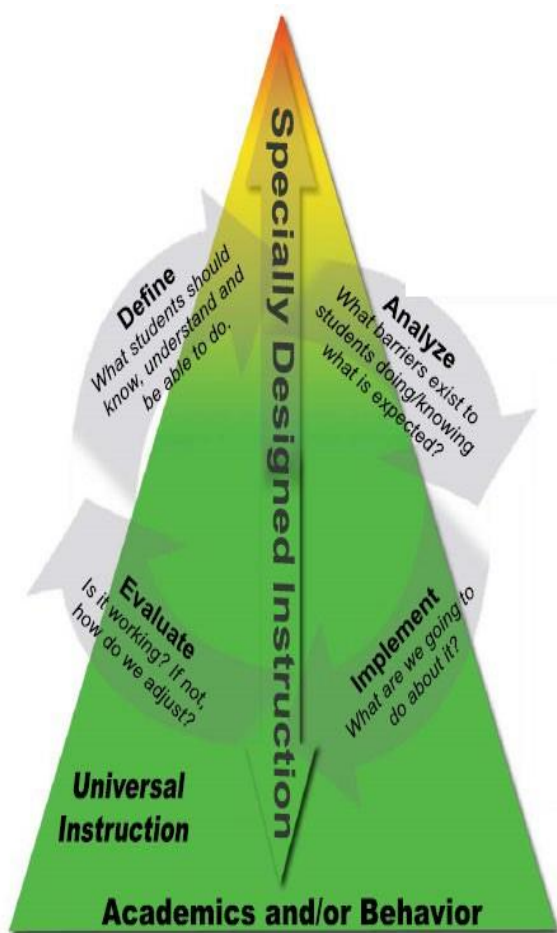 Specially Designed Instruction
Define
What students should
know, understand and
be able to do.
Analyze
What barriers exist to
students doing/knowing
what is expected?
Implement
What are we going to
do about it?
Evaluate
Is it working? If not,
how do we adjust?
Universal
Instruction
Academics and/or Behavior